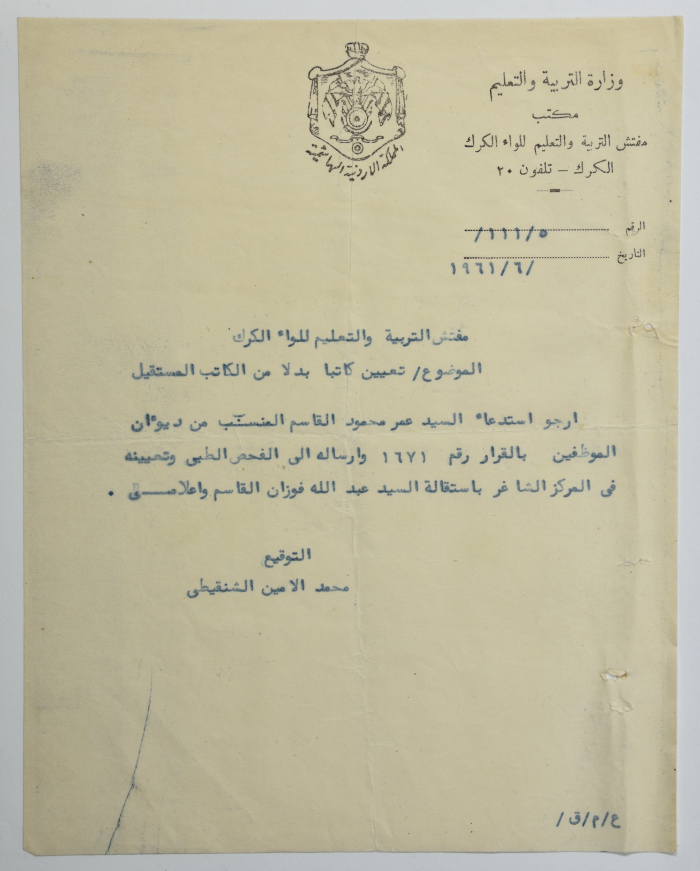 وزارة التربية والتعليم
مكتب
مفتش التربية والتعليم للواء الكرك
الكرك - تلفون ٢٠
المملكة الاردنية الهاشمية
الرقم ٥/١١١/
التاريخ /٦/١٩٦١
مفتش التربية والتعليم للواء الكرك
الموضوع/ تعيين كاتبا بدلا من الكاتب المستقيل
ارجو استدعاء السيد عمر محمود القاسم المنسب من ديوان
الموظفين بالقرار رقم ١٦٧١ وارساله الى الفحص الطبي وتعيينه
في المركز الشاغر باستقالة السيد عبد الله فوزان القاسم واعلامـــي .
التوقيع
محمد الامين الشنقيطي
ع/م/ق/